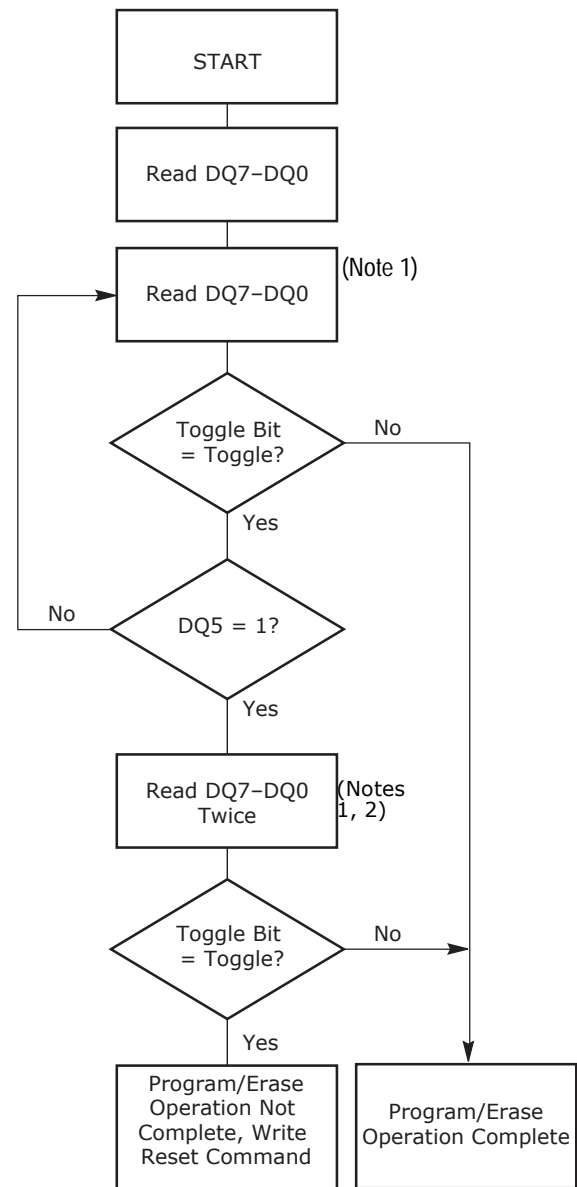 START
Read DQ7–DQ0
Read DQ7–DQ0
(Note 1)
Toggle Bit
= Toggle?
No
Yes
DQ5 = 1?
No
Yes
Read DQ7–DQ0
Twice
(Notes
1, 2)
Toggle Bit
= Toggle?
No
Yes
Program/Erase
Operation Not
Complete, Write
Reset Command
Program/Erase
Operation Complete